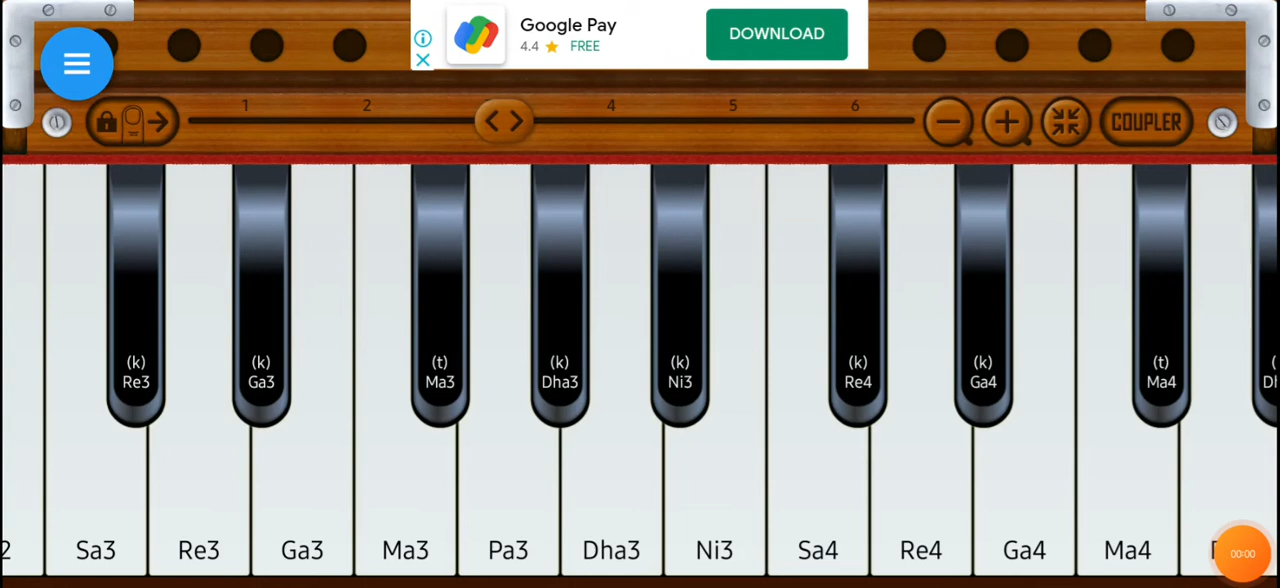 Google Pay
4.4 FREE
DOWNLOAD
1 2 4 5 6
COUPLER
(k) Re3
(k) Ga3
(t) Ma3
(k) Dha3
(k) Ni3
(k) Re4
(k) Ga4
(t) Ma4
2 Sa3 Re3 Ga3 Ma3 Pa3 Dha3 Ni3 Sa4 Re4 Ga4 Ma4
00:00